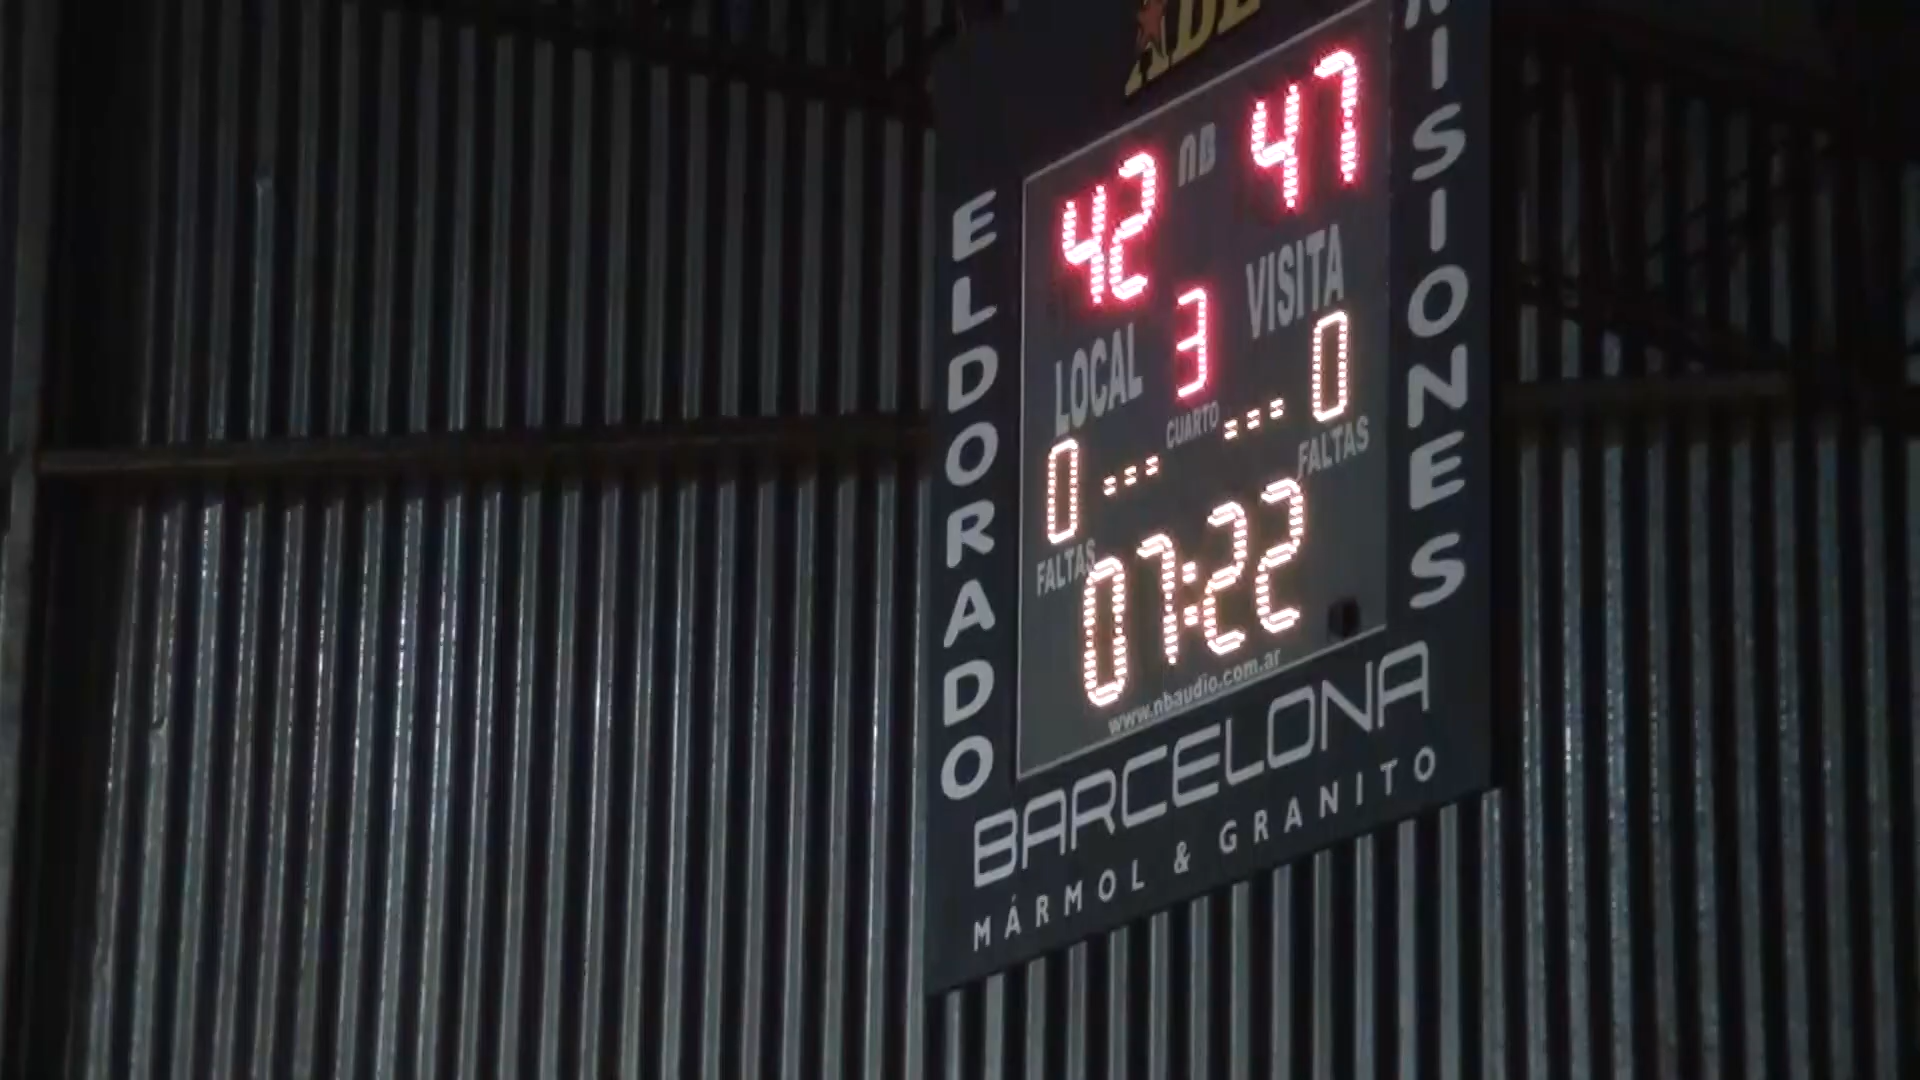 42 NB 47
LOCAL 3 VISITA
CUARTO
0 0
FALTAS FALTAS
07:22
www.nbaudio.com.ar
ELDORADO
ISIONES
BARCELONA
MÁRMOL & GRANITO